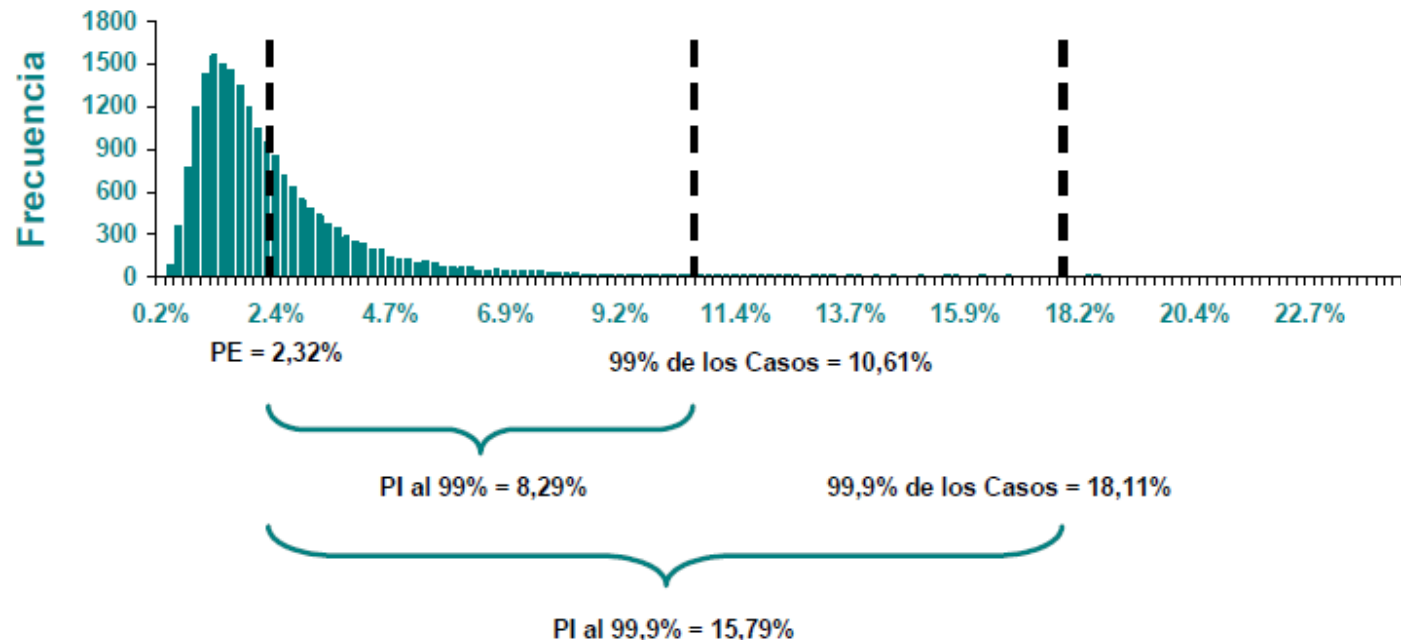 1800
1500
1200
900
600
300
0
Frecuencia
0.2% 2.4% 4.7% 6.9% 9.2% 11.4% 13.7% 15.9% 18.2% 20.4% 22.7%
PE = 2,32%
99% de los Casos = 10,61%
PI al 99% = 8,29%
99,9% de los Casos = 18,11%
PI al 99,9% = 15,79%